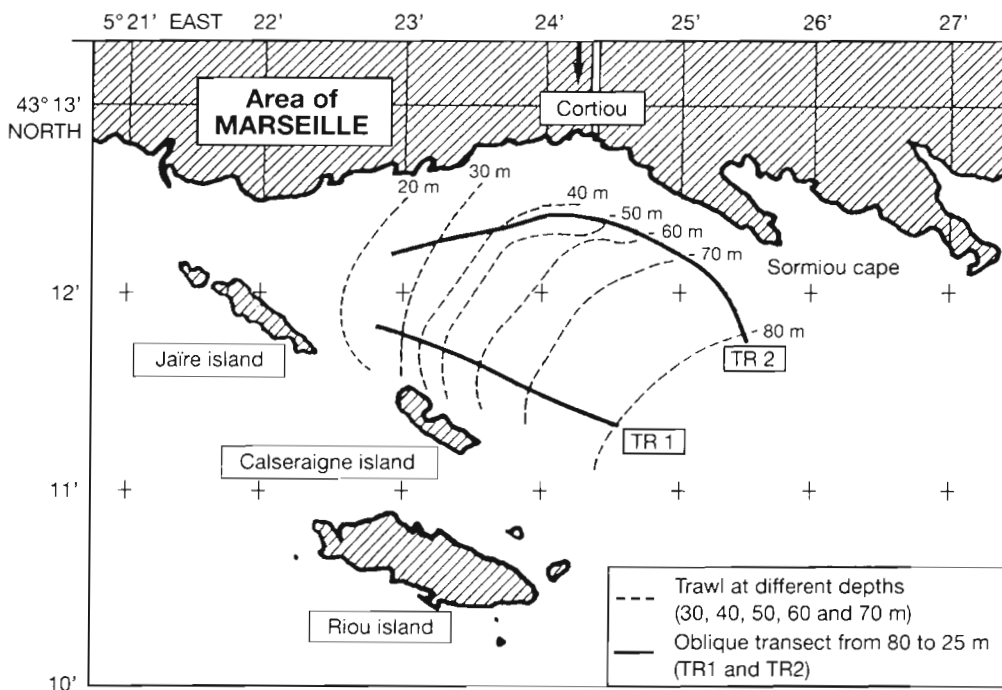 5° 21' EAST 22' 23' 24' 25' 26' 27'
43° 13'
NORTH
Area of
MARSEILLE
Cortiou
20 m
30 m
40 m
50 m
60 m
70 m
Sormiou cape
12'
80 m
Jaïre island
TR 2
TR 1
Calseraigne island
11'
Trawl at different depths
(30, 40, 50, 60 and 70 m)
Riou island
Oblique transect from 80 to 25 m
(TR1 and TR2)
10'